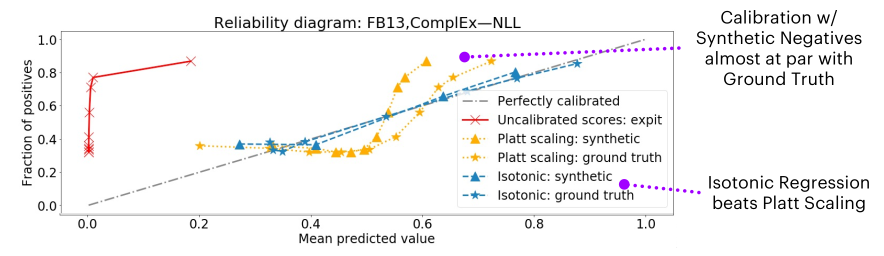 Reliability diagram: FB13,ComplEx—NLL
Fraction of positives
1.0
0.8
0.6
0.4
0.2
0.0
Perfectly calibrated
Uncalibrated scores: expit
Platt scaling: synthetic
Platt scaling: ground truth
Isotonic: synthetic
Isotonic: ground truth
0.0 0.2 0.4 0.6 0.8 1.0
Mean predicted value
Calibration w/
Synthetic Negatives
almost at par with
Ground Truth
Isotonic Regression
beats Platt Scaling